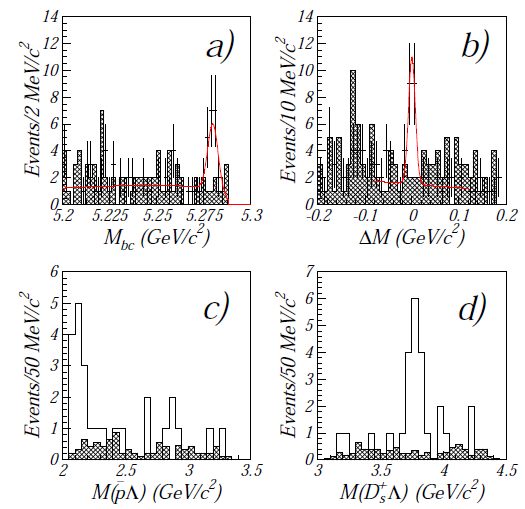 a)
Events/2 MeV/c²
14
12
10
8
6
4
2
0
5.2 5.225 5.25 5.275 5.3
M_bc (GeV/c²)
b)
Events/10 MeV/c²
14
12
10
8
6
4
2
0
-0.2 -0.1 0 0.1 0.2
ΔM (GeV/c²)
c)
Events/50 MeV/c²
6
5
4
3
2
1
0
2 2.5 3 3.5
M(p̄Λ) (GeV/c²)
d)
Events/50 MeV/c²
7
6
5
4
3
2
1
0
3 3.5 4 4.5
M(D_s⁺Λ) (GeV/c²)